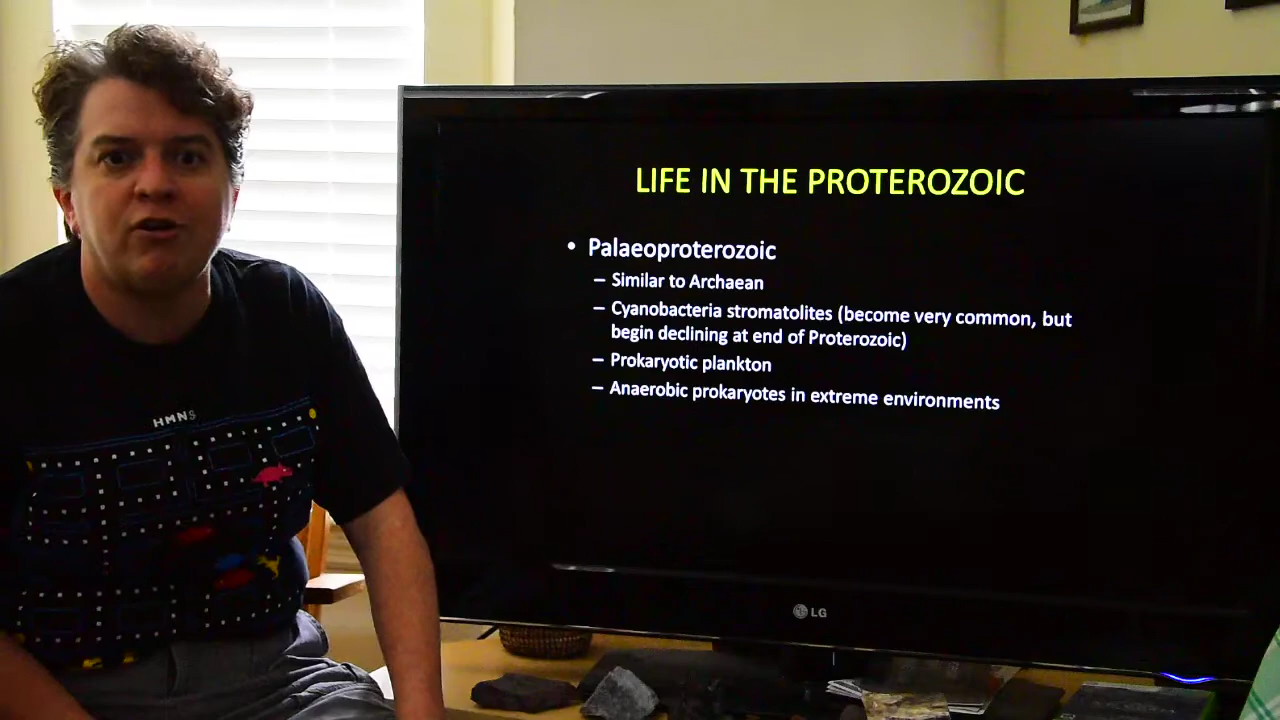 LIFE IN THE PROTEROZOIC
• Palaeoproterozoic
– Similar to Archaean
– Cyanobacteria stromatolites (become very common, but
begin declining at end of Proterozoic)
– Prokaryotic plankton
– Anaerobic prokaryotes in extreme environments
HMNS
LG